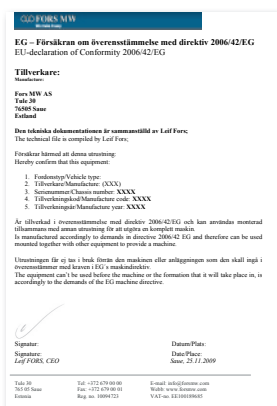 FORS MW
EG – Försäkran om överensstämmelse med direktiv 2006/42/EG
EU-declaration of Conformity 2006/42/EG
Tillverkare:
Manufacture:
Fors MW AS
Tule 30
76505 Saue
Estland
Den tekniska dokumentationen är sammanställd av Leif Fors;
The technical file is compiled by Leif Fors;
Försäkrar härmed att denna utrustning:
Hereby confirm that this equipment:
1. Fordonstyp/Vehicle type:
2. Tillverkare/Manufacture: (XXX)
3. Serienummer/Chassis number: XXXX
4. Tillverkningskod/Manufacture code: XXXX
5. Tillverkningsår/Manufacture year: XXXX
Är tillverkad i överensstämmelse med direktiv 2006/42/EG och kan användas monterad
tillsammans med annan utrustning för att utgöra en komplett maskin.
Is manufactured accordingly to demands in directive 2006/42 EG and therefore can be used
mounted together with other equipment to provide a machine.
Utrustningen får ej tas i bruk förrän den maskinen eller anläggningen som den skall ingå i
överensstämmer med kraven i EG´s maskindirektiv.
The equipment can't be used before the machine or the formation that it will take place in, is
accordingly to the demands of the EG machine directive.
Signatur: Datum/Plats:
Signature: Date/Place:
Leif FORS, CEO Saue, 25.11.2009
Tule 30 Tel: +372 679 00 00 E-mail: info@forsmw.com
765 05 Saue Fax: +372 679 00 01 Webb: www.forsmw.com
Estonia Reg. no. 10094723 VAT-no. EE100189685